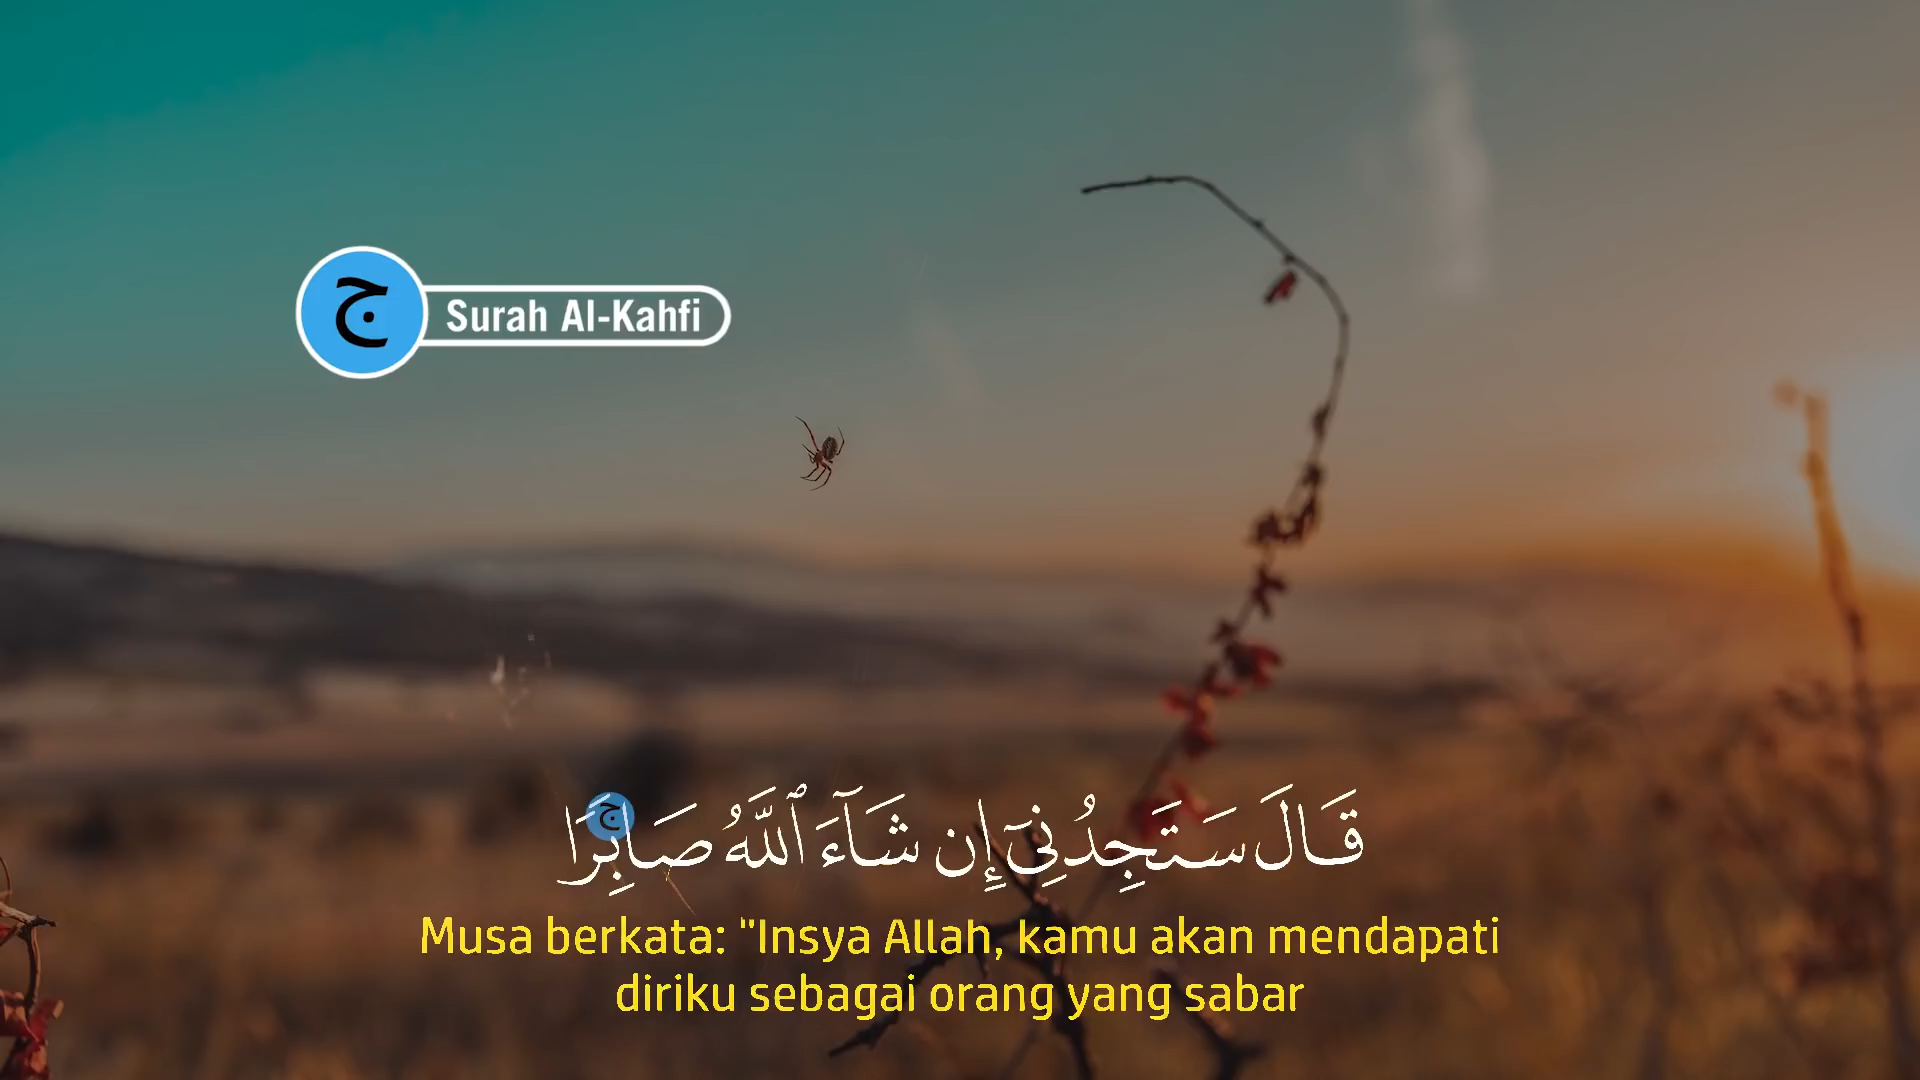 ج
Surah Al-Kahfi
قَالَ سَتَجِدُنِىٓ إِن شَآءَ ٱللَّهُ صَابِرًا
ج
Musa berkata: "Insya Allah, kamu akan mendapati
diriku sebagai orang yang sabar